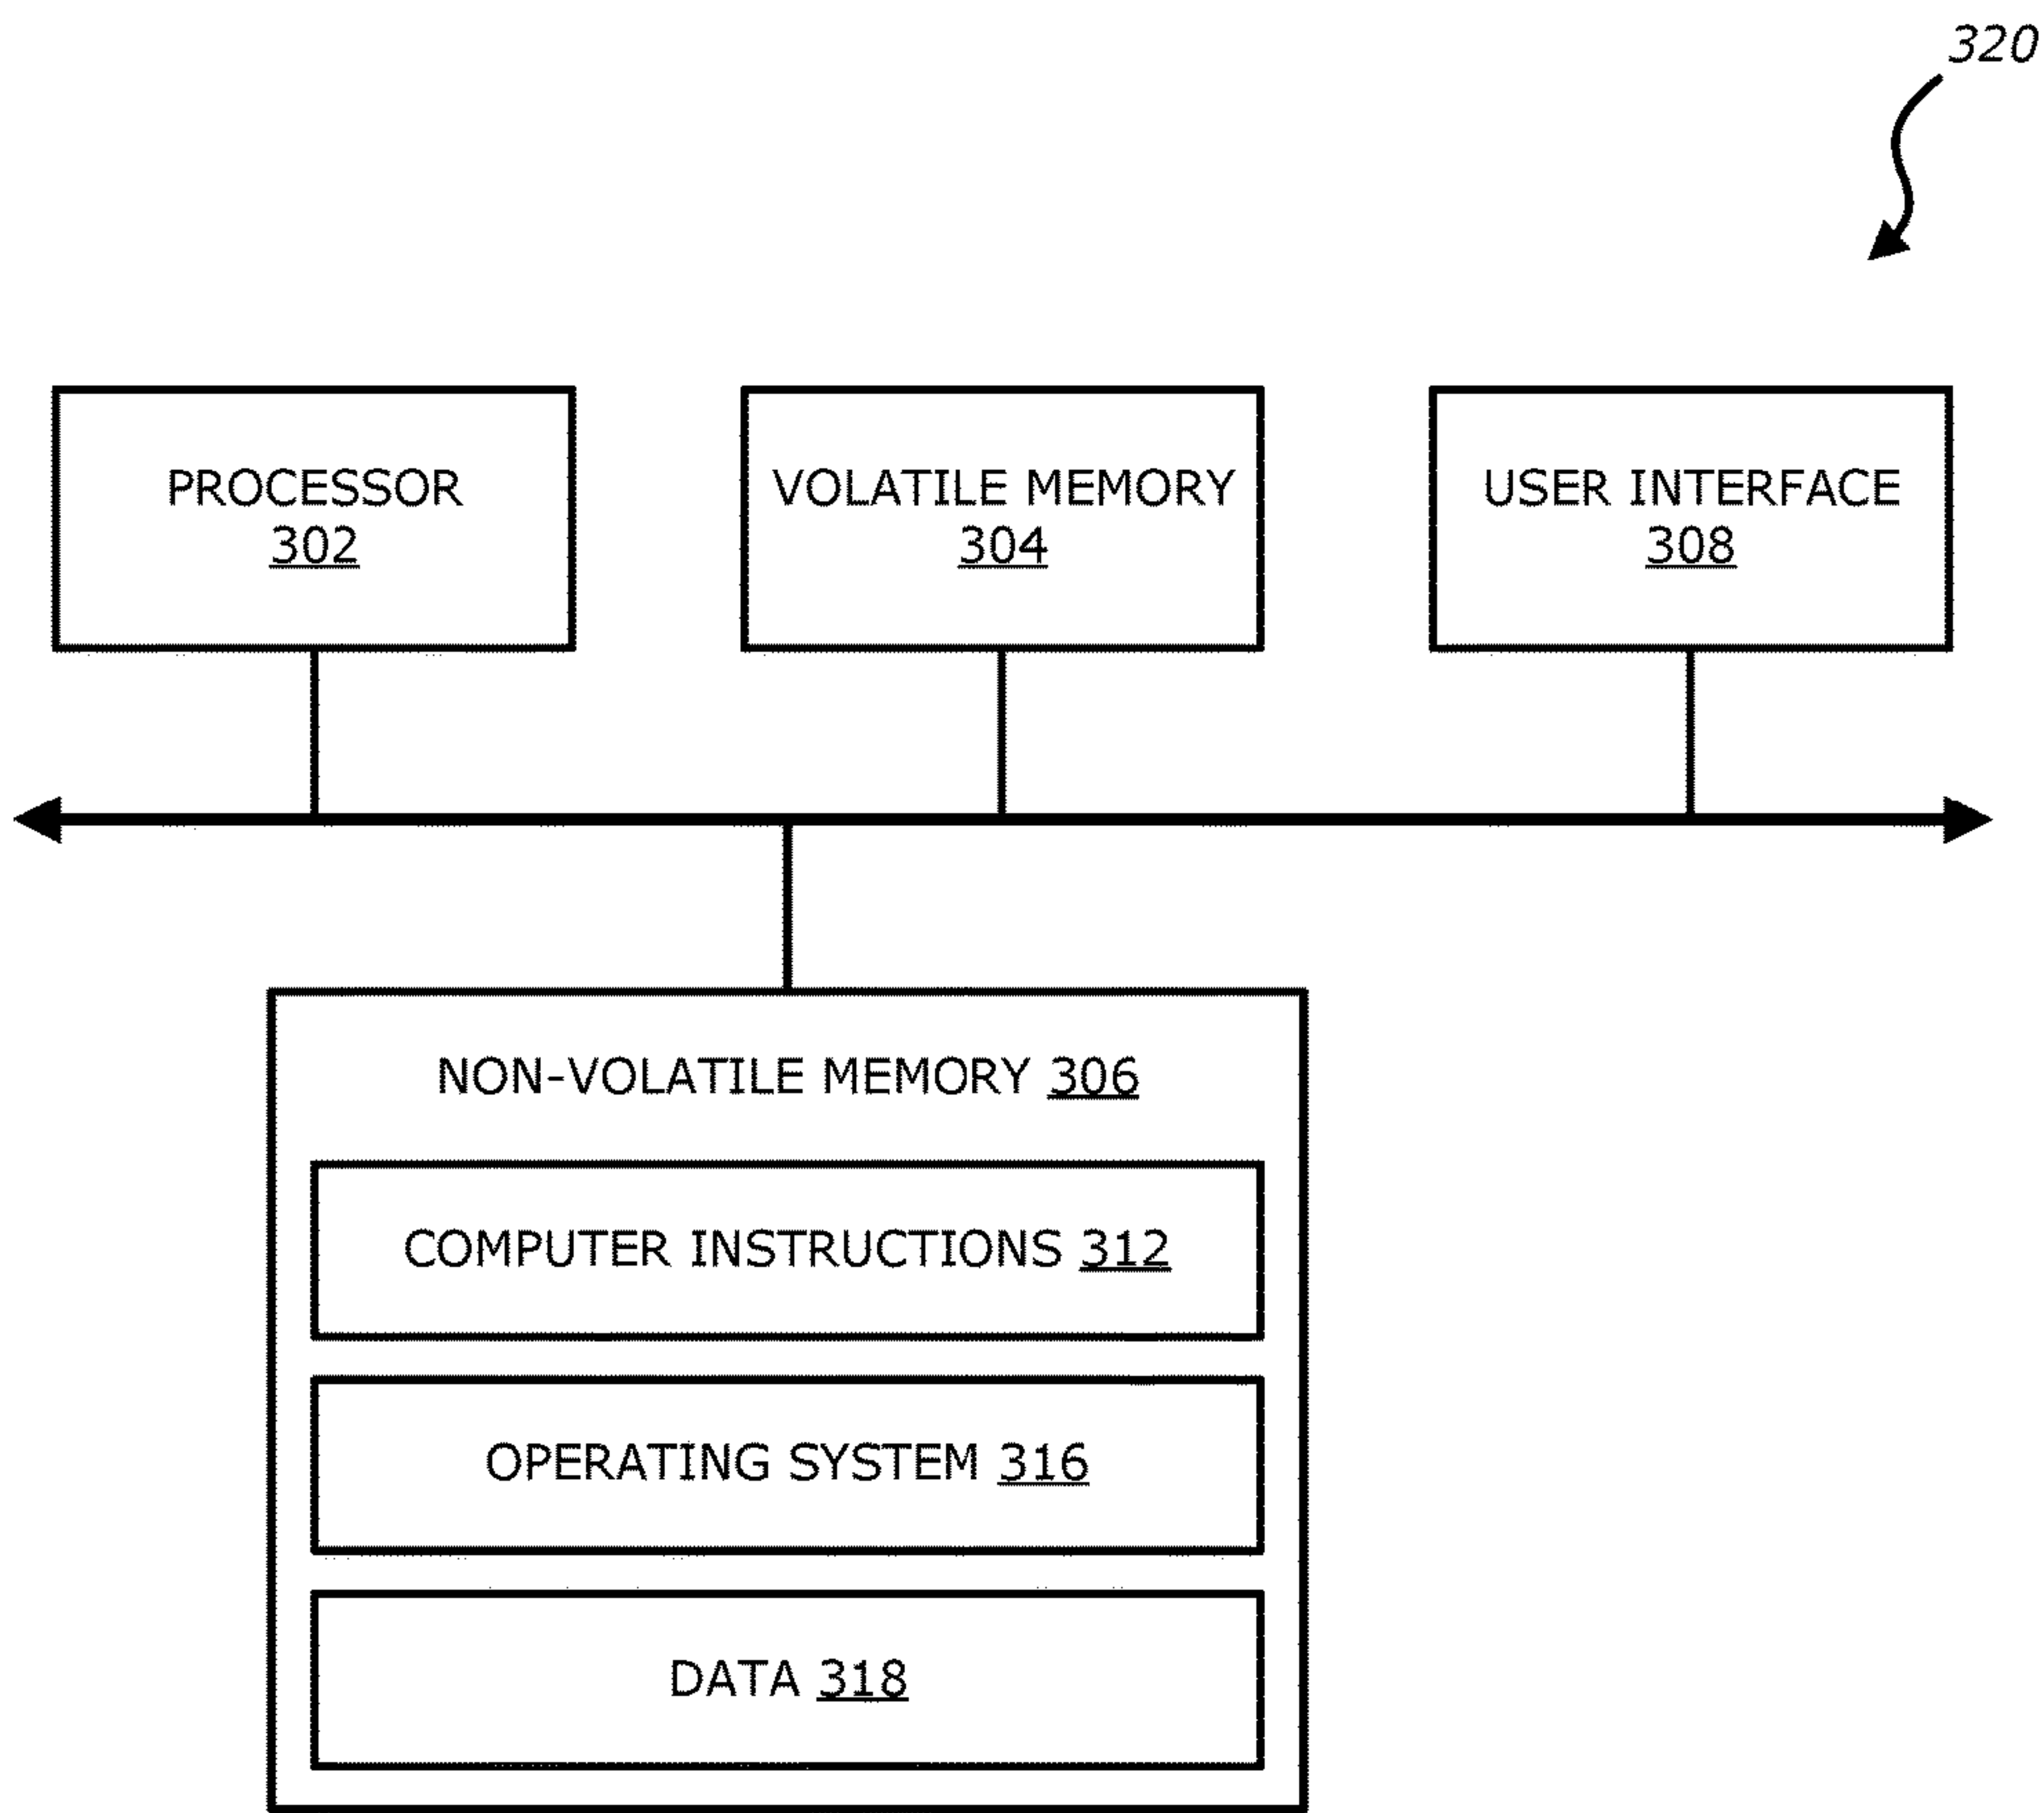 320
PROCESSOR
302
VOLATILE MEMORY
304
USER INTERFACE
308
NON-VOLATILE MEMORY 306
COMPUTER INSTRUCTIONS 312
OPERATING SYSTEM 316
DATA 318